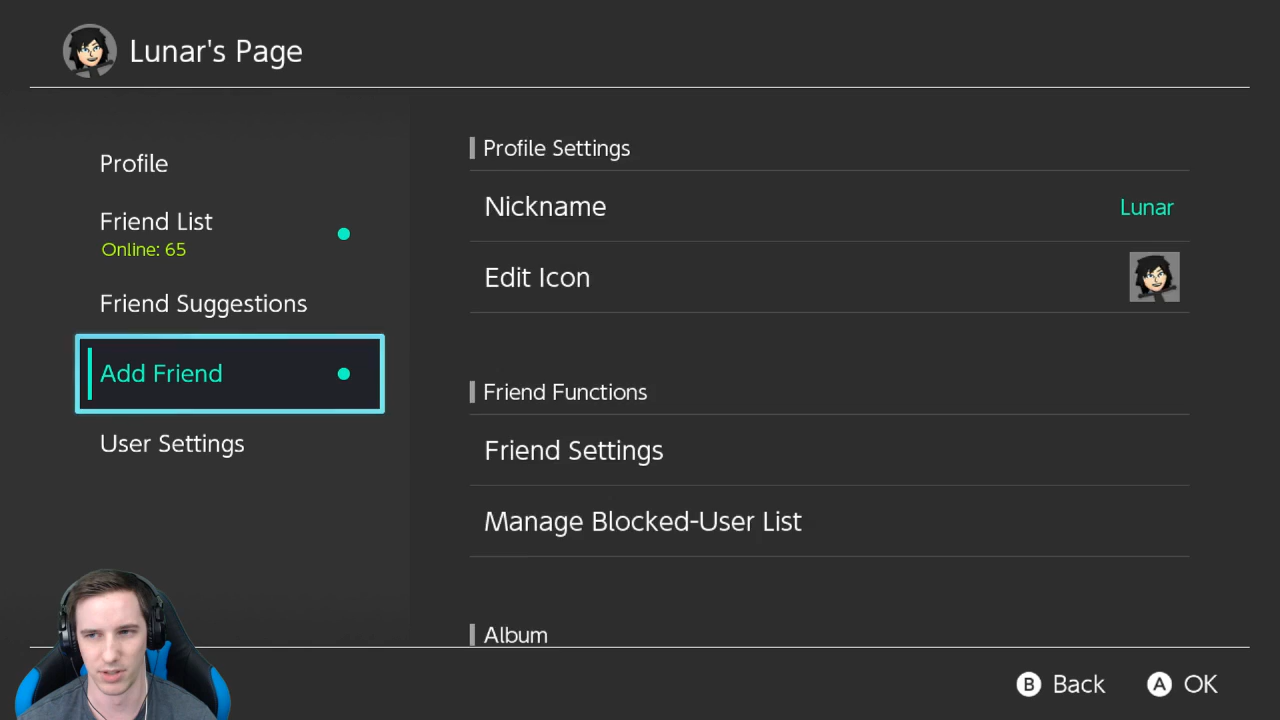 Lunar's Page
Profile
Friend List
Online: 65
Friend Suggestions
Add Friend
User Settings
Profile Settings
Nickname
Lunar
Edit Icon
Friend Functions
Friend Settings
Manage Blocked-User List
Album
B Back
A OK